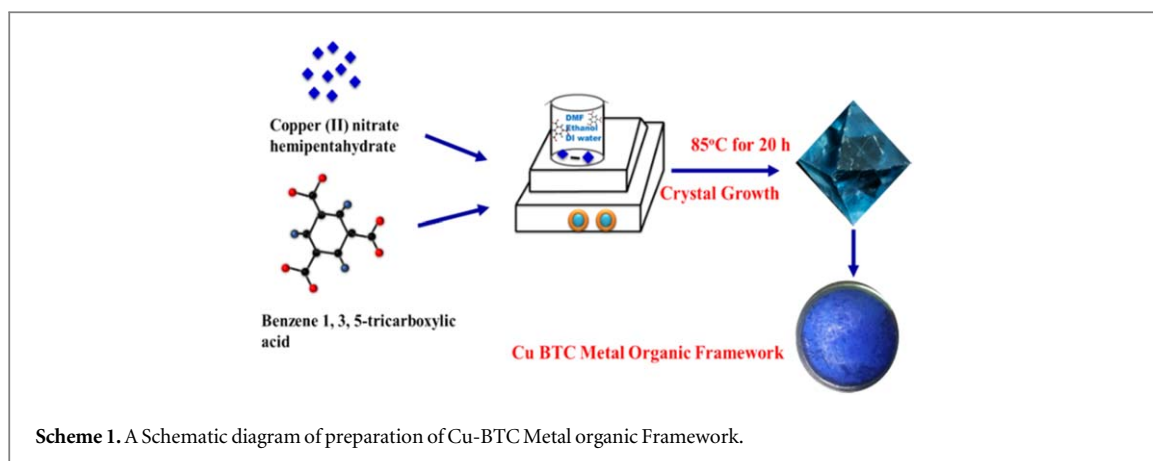 Copper (II) nitrate
hemipentahydrate
DMF
Ethanol
DI water
85°C for 20 h
Crystal Growth
Benzene 1, 3, 5-tricarboxylic
acid
Cu BTC Metal Organic Framework
Scheme 1. A Schematic diagram of preparation of Cu-BTC Metal organic Framework.